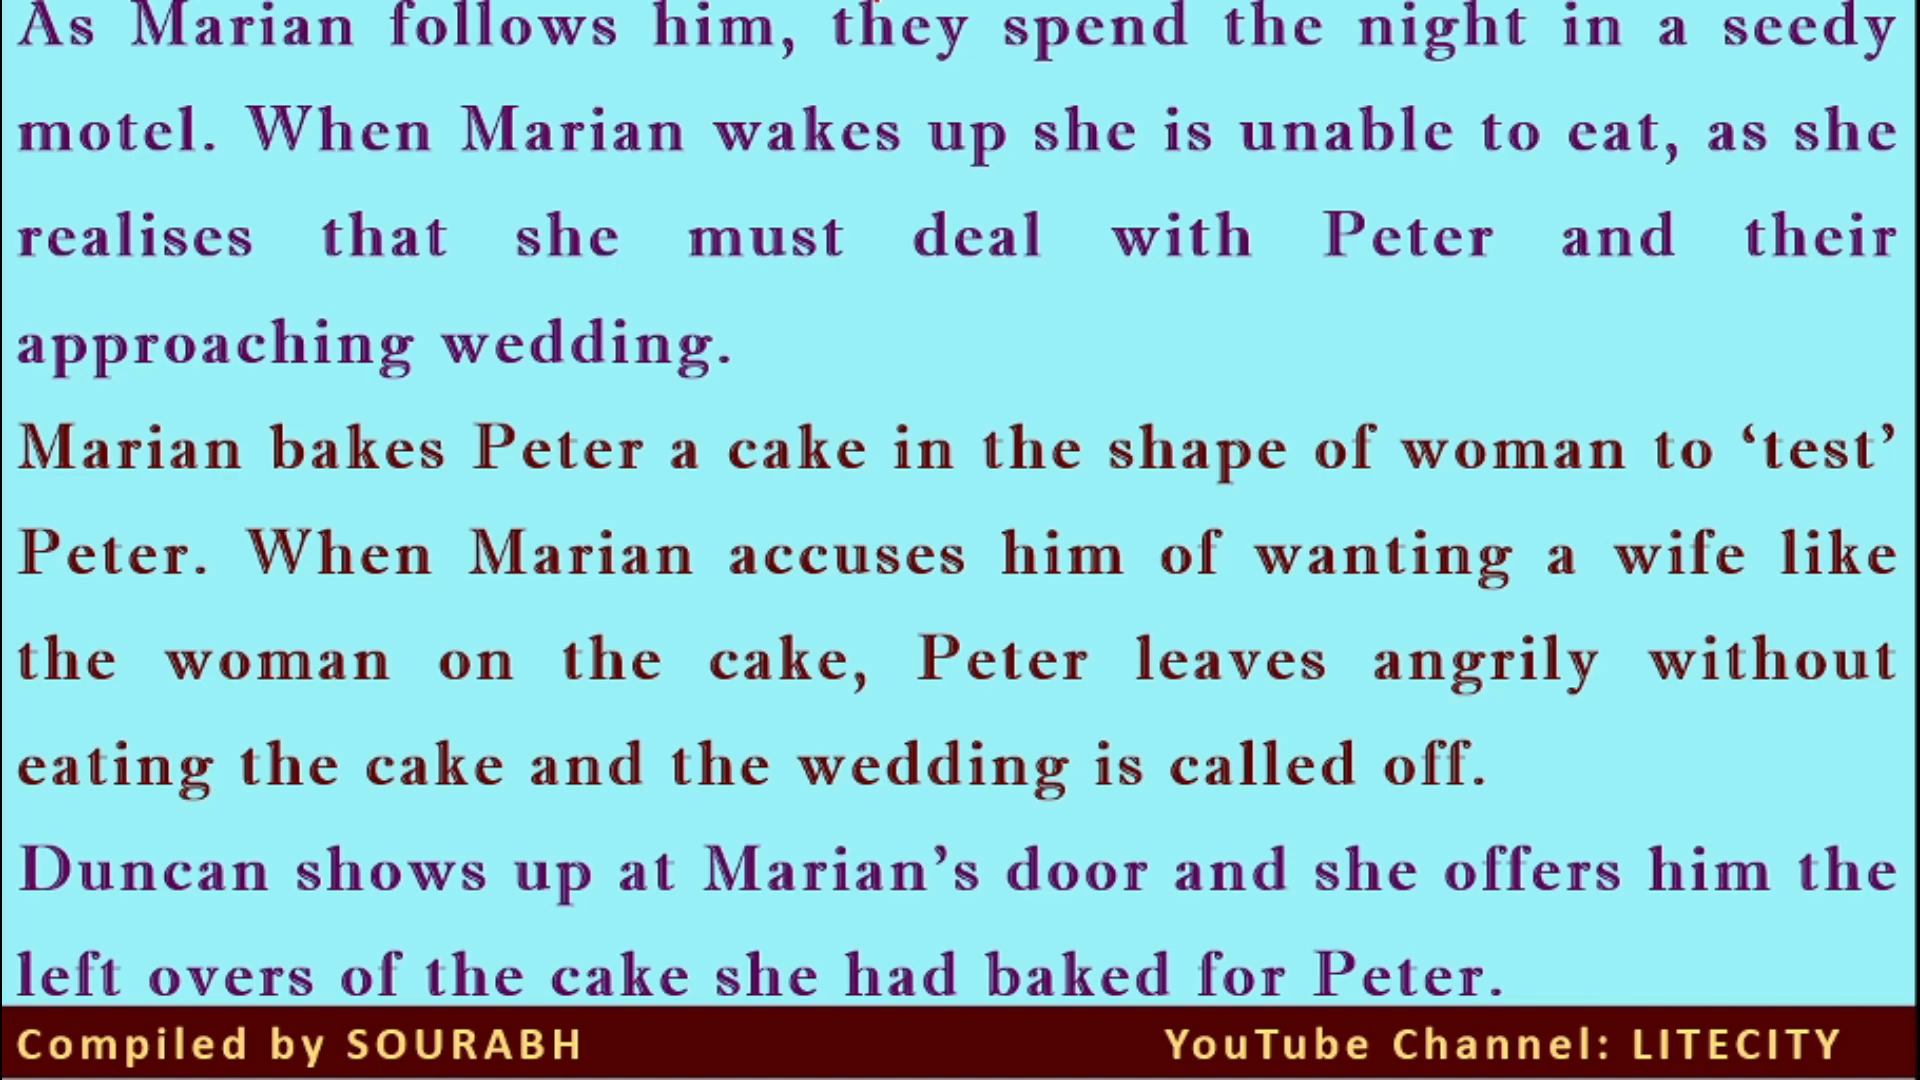 As Marian follows him, they spend the night in a seedy
motel. When Marian wakes up she is unable to eat, as she
realises that she must deal with Peter and their
approaching wedding.
Marian bakes Peter a cake in the shape of woman to ‘test’
Peter. When Marian accuses him of wanting a wife like
the woman on the cake, Peter leaves angrily without
eating the cake and the wedding is called off.
Duncan shows up at Marian’s door and she offers him the
left overs of the cake she had baked for Peter.
Compiled by SOURABH
YouTube Channel: LITECITY